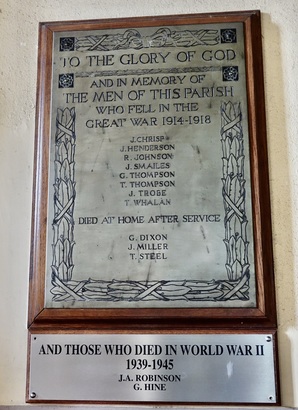 TO THE GLORY OF GOD
AND IN MEMORY OF
THE MEN OF THIS PARISH
WHO FELL IN THE
GREAT WAR 1914-1918
J. CHRISP
J. HENDERSON
R. JOHNSON
J. SMAILES
G. THOMPSON
T. THOMPSON
J. TROBE
T. WHALAN
DIED AT HOME AFTER SERVICE
G. DIXON
J. MILLER
T. STEEL
AND THOSE WHO DIED IN WORLD WAR II
1939-1945
J.A. ROBINSON
G. HINE